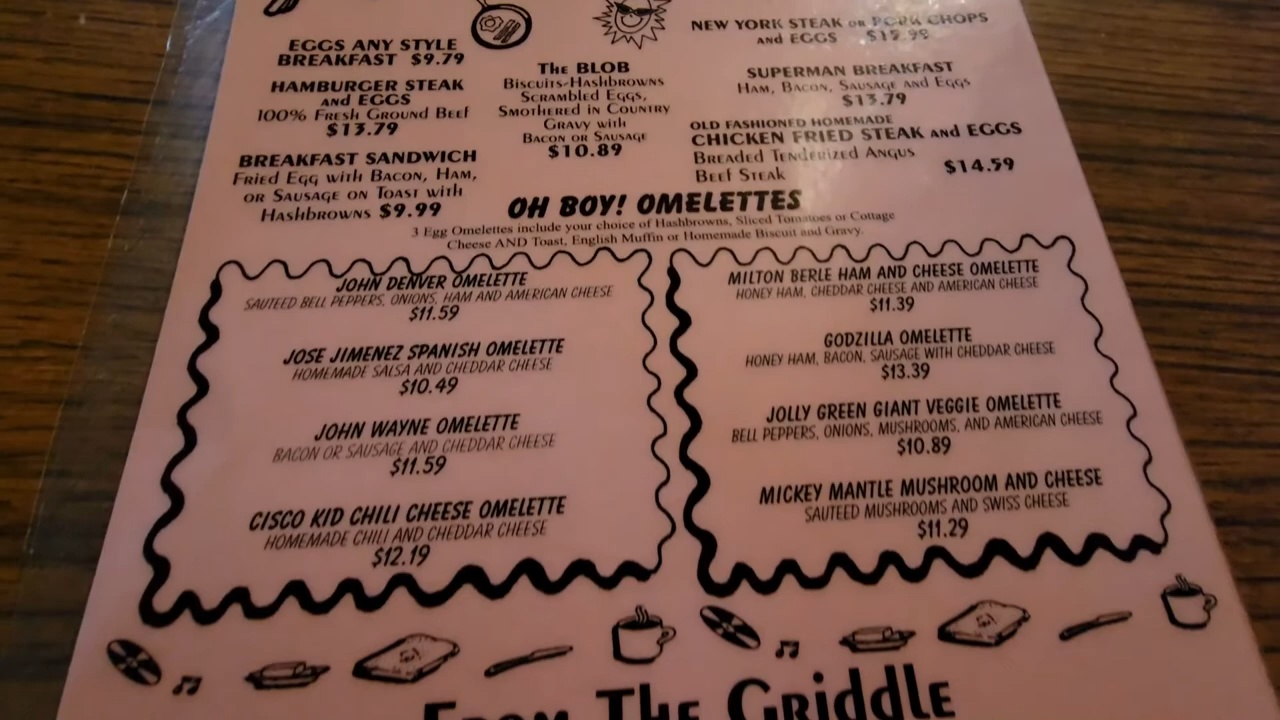 EGGS ANY STYLE
BREAKFAST $9.79
HAMBURGER STEAK
and EGGS
100% Fresh Ground Beef
$13.79
BREAKFAST SANDWICH
Fried Egg with Bacon, Ham,
or Sausage on Toast with
Hashbrowns $9.99
The BLOB
Biscuits-Hashbrowns
Scrambled Eggs,
Smothered in Country
Gravy with
Bacon or Sausage
$10.89
NEW YORK STEAK or PORK CHOPS
and EGGS
SUPERMAN BREAKFAST
Ham, Bacon, Sausage and Eggs
$13.79
OLD FASHIONED HOMEMADE
CHICKEN FRIED STEAK and EGGS
Breaded Tenderized Angus
Beef Steak $14.59
OH BOY! OMELETTES
3 Egg Omelettes include your choice of Hashbrowns, Sliced Tomatoes or Cottage
Cheese AND Toast, English Muffin or Homemade Biscuit and Gravy.
JOHN DENVER OMELETTE
SAUTEED BELL PEPPERS, ONIONS, HAM AND AMERICAN CHEESE
$11.59
JOSE JIMENEZ SPANISH OMELETTE
HOMEMADE SALSA AND CHEDDAR CHEESE
$10.49
JOHN WAYNE OMELETTE
BACON OR SAUSAGE AND CHEDDAR CHEESE
$11.59
CISCO KID CHILI CHEESE OMELETTE
HOMEMADE CHILI AND CHEDDAR CHEESE
$12.19
MILTON BERLE HAM AND CHEESE OMELETTE
HONEY HAM, CHEDDAR CHEESE AND AMERICAN CHEESE
$11.39
GODZILLA OMELETTE
HONEY HAM, BACON, SAUSAGE WITH CHEDDAR CHEESE
$13.39
JOLLY GREEN GIANT VEGGIE OMELETTE
BELL PEPPERS, ONIONS, MUSHROOMS, AND AMERICAN CHEESE
$10.89
MICKEY MANTLE MUSHROOM AND CHEESE
SAUTEED MUSHROOMS AND SWISS CHEESE
$11.29
From The Griddle